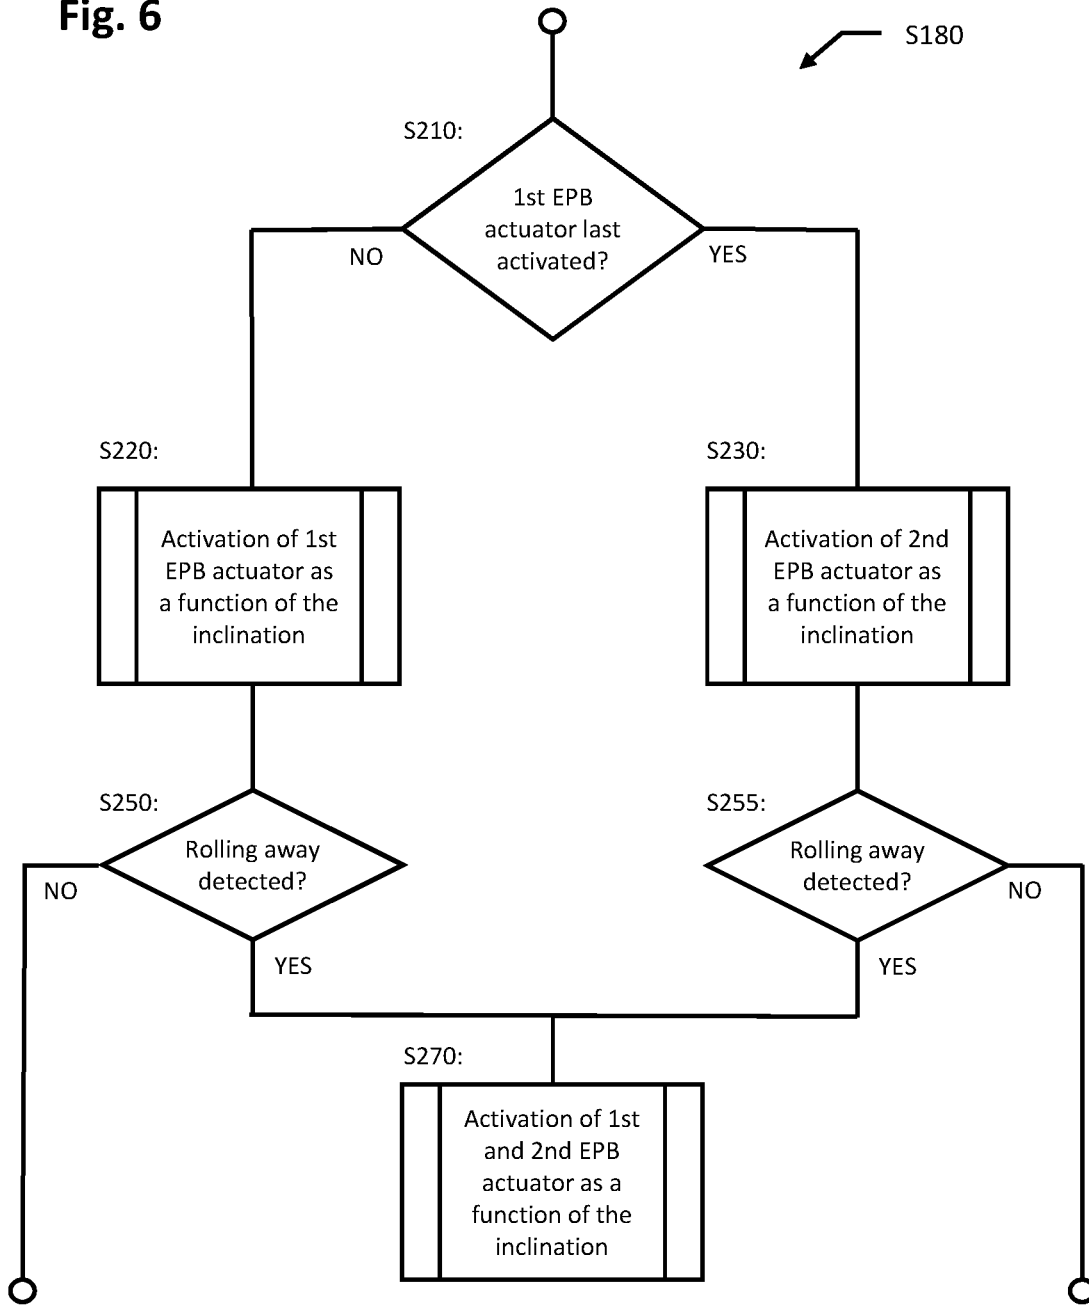 Fig. 6
S180
S210:
1st EPB
actuator last
activated?
NO
YES
S220:
S230:
Activation of 1st
EPB actuator as
a function of the
inclination
Activation of 2nd
EPB actuator as
a function of the
inclination
S250:
S255:
Rolling away
detected?
Rolling away
detected?
NO
NO
YES
YES
S270:
Activation of 1st
and 2nd EPB
actuator as a
function of the
inclination